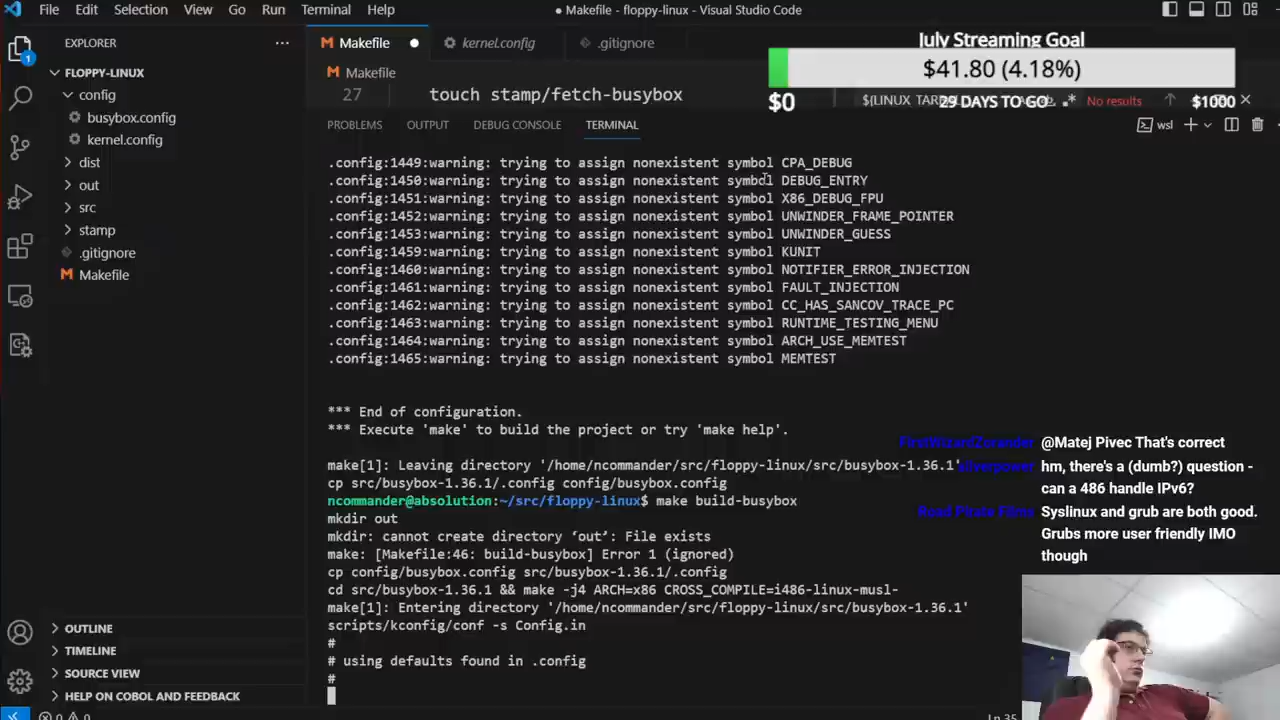 File Edit Selection View Go Run Terminal Help
● Makefile - floppy-linux - Visual Studio Code
EXPLORER
FLOPPY-LINUX
config
busybox.config
kernel.config
dist
out
src
stamp
.gitignore
Makefile
OUTLINE
TIMELINE
SOURCE VIEW
HELP ON COBOL AND FEEDBACK
1
Makefile
kernel.config
.gitignore
Makefile
27 touch stamp/fetch-busybox
July Streaming Goal
$41.80 (4.18%)
$0
29 DAYS TO GO
$1000
No results
PROBLEMS OUTPUT DEBUG CONSOLE TERMINAL
wsl
.config:1449:warning: trying to assign nonexistent symbol CPA_DEBUG
.config:1450:warning: trying to assign nonexistent symbol DEBUG_ENTRY
.config:1451:warning: trying to assign nonexistent symbol X86_DEBUG_FPU
.config:1452:warning: trying to assign nonexistent symbol UNWINDER_FRAME_POINTER
.config:1453:warning: trying to assign nonexistent symbol UNWINDER_GUESS
.config:1459:warning: trying to assign nonexistent symbol KUNIT
.config:1460:warning: trying to assign nonexistent symbol NOTIFIER_ERROR_INJECTION
.config:1461:warning: trying to assign nonexistent symbol FAULT_INJECTION
.config:1462:warning: trying to assign nonexistent symbol CC_HAS_SANCOV_TRACE_PC
.config:1463:warning: trying to assign nonexistent symbol RUNTIME_TESTING_MENU
.config:1464:warning: trying to assign nonexistent symbol ARCH_USE_MEMTEST
.config:1465:warning: trying to assign nonexistent symbol MEMTEST
*** End of configuration.
*** Execute 'make' to build the project or try 'make help'.
make[1]: Leaving directory '/home/ncommander/src/floppy-linux/src/busybox-1.36.1'
cp src/busybox-1.36.1/.config config/busybox.config
ncommander@absolution:~/src/floppy-linux$ make build-busybox
mkdir out
mkdir: cannot create directory ‘out’: File exists
make: [Makefile:46: build-busybox] Error 1 (ignored)
cp config/busybox.config src/busybox-1.36.1/.config
cd src/busybox-1.36.1 && make -j4 ARCH=x86 CROSS_COMPILE=i486-linux-musl-
make[1]: Entering directory '/home/ncommander/src/floppy-linux/src/busybox-1.36.1'
scripts/kconfig/conf -s Config.in
#
# using defaults found in .config
#
FirstWizardZorander @Matej Pivec That's correct
silverpower hm, there's a (dumb?) question -
can a 486 handle IPv6?
Road Pirate Films Syslinux and grub are both good.
Grubs more user friendly IMO
though